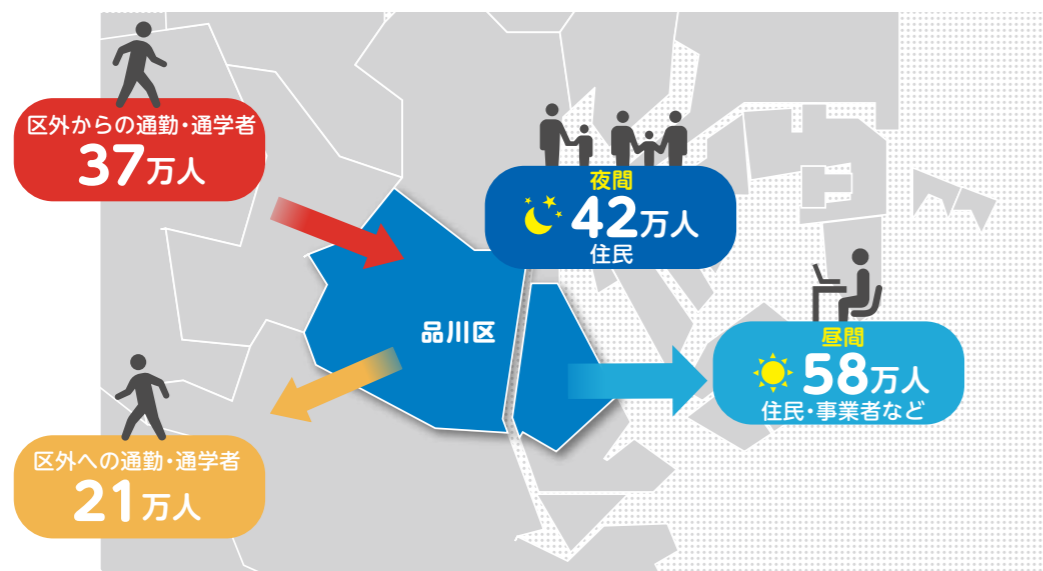 区外からの通勤・通学者
37万人
夜間
42万人
住民
品川区
昼間
58万人
住民・事業者など
区外への通勤・通学者
21万人